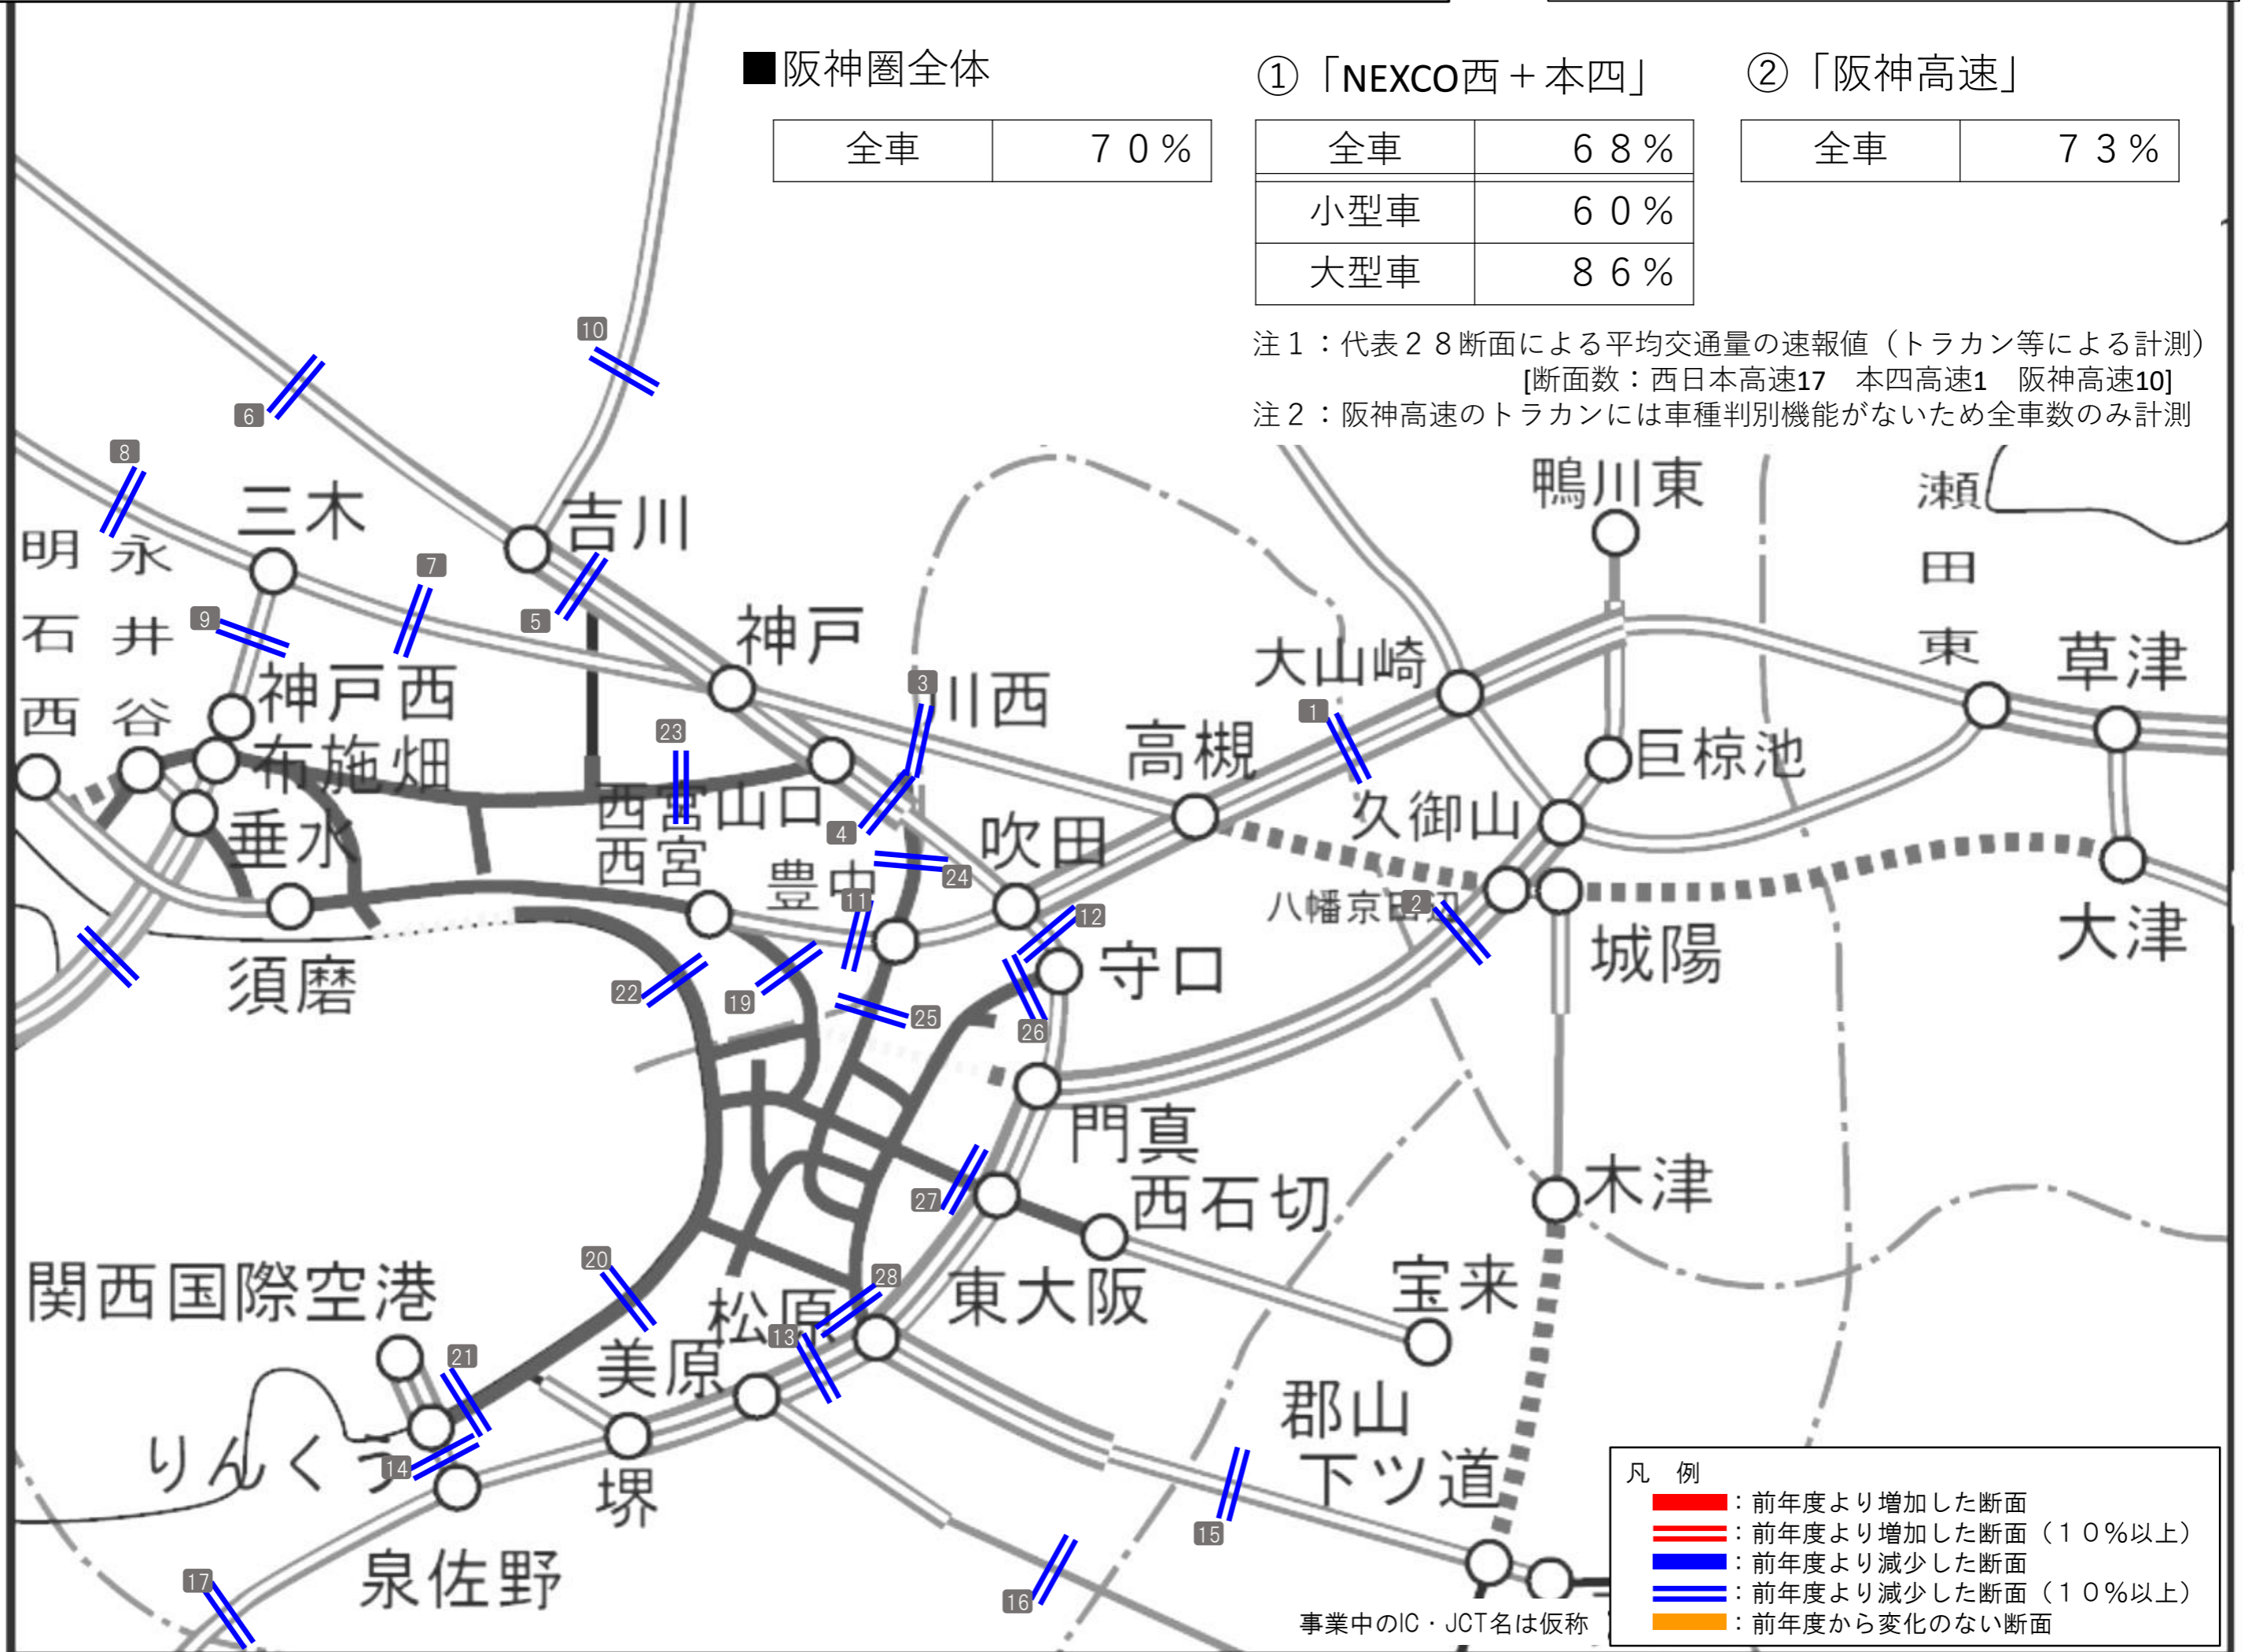 ■阪神圏全体
全車 70%
①「NEXCO西+本四」
全車 68%
小型車 60%
大型車 86%
②「阪神高速」
全車 73%
注1:代表28断面による平均交通量の速報値(トラカン等による計測)
[断面数:西日本高速17 本四高速1 阪神高速10]
注2:阪神高速のトラカンには車種判別機能がないため全車数のみ計測
10
6
8
三木
吉川
鴨川東
瀬田東
明石西
永井谷
7
9
5
神戸
3
川西
大山崎
草津
神戸西
1
23
高槻
巨椋池
布施畑
西宮山口
4
吹田
久御山
垂水
西宮
豊中
24
11
八幡京田辺
2
12
大津
守口
城陽
須磨
22
19
25
26
門真
27
西石切
木津
20
関西国際空港
28
松原
東大阪
宝来
13
21
美原
郡山
下ツ道
りんくう
14
堺
15
泉佐野
17
16
事業中のIC・JCT名は仮称
凡 例
:前年度より増加した断面
:前年度より増加した断面(10%以上)
:前年度より減少した断面
:前年度より減少した断面(10%以上)
:前年度から変化のない断面